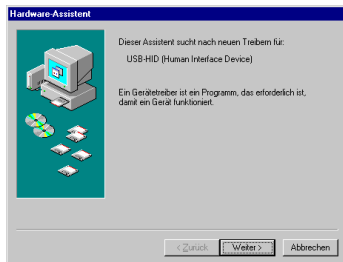 Hardware-Assistent
Dieser Assistent sucht nach neuen Treibern für:
USB-HID (Human Interface Device)
Ein Gerätetreiber ist ein Programm, das erforderlich ist,
damit ein Gerät funktioniert.
< Zurück Weiter > Abbrechen